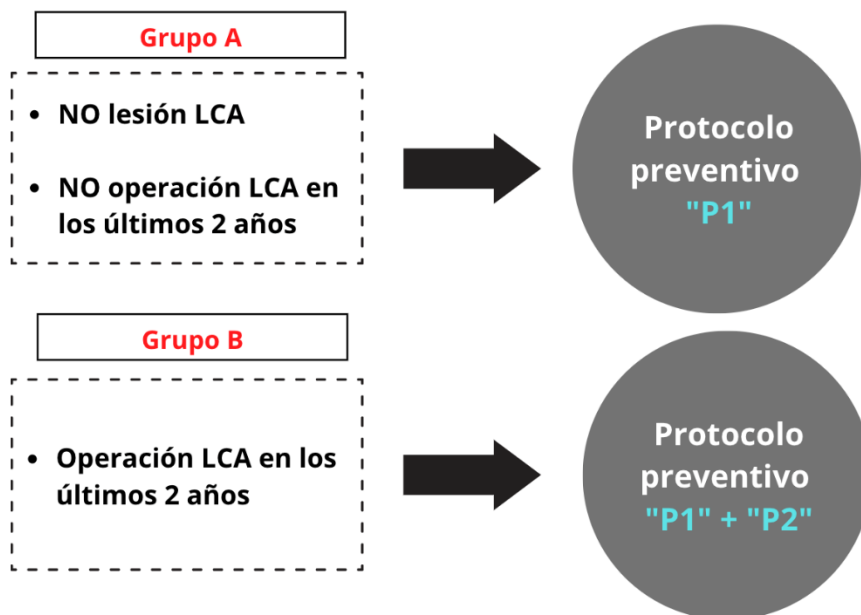 Grupo A
• NO lesión LCA
• NO operación LCA en
los últimos 2 años
Protocolo
preventivo
"P1"
Grupo B
• Operación LCA en los
últimos 2 años
Protocolo
preventivo
"P1" + "P2"